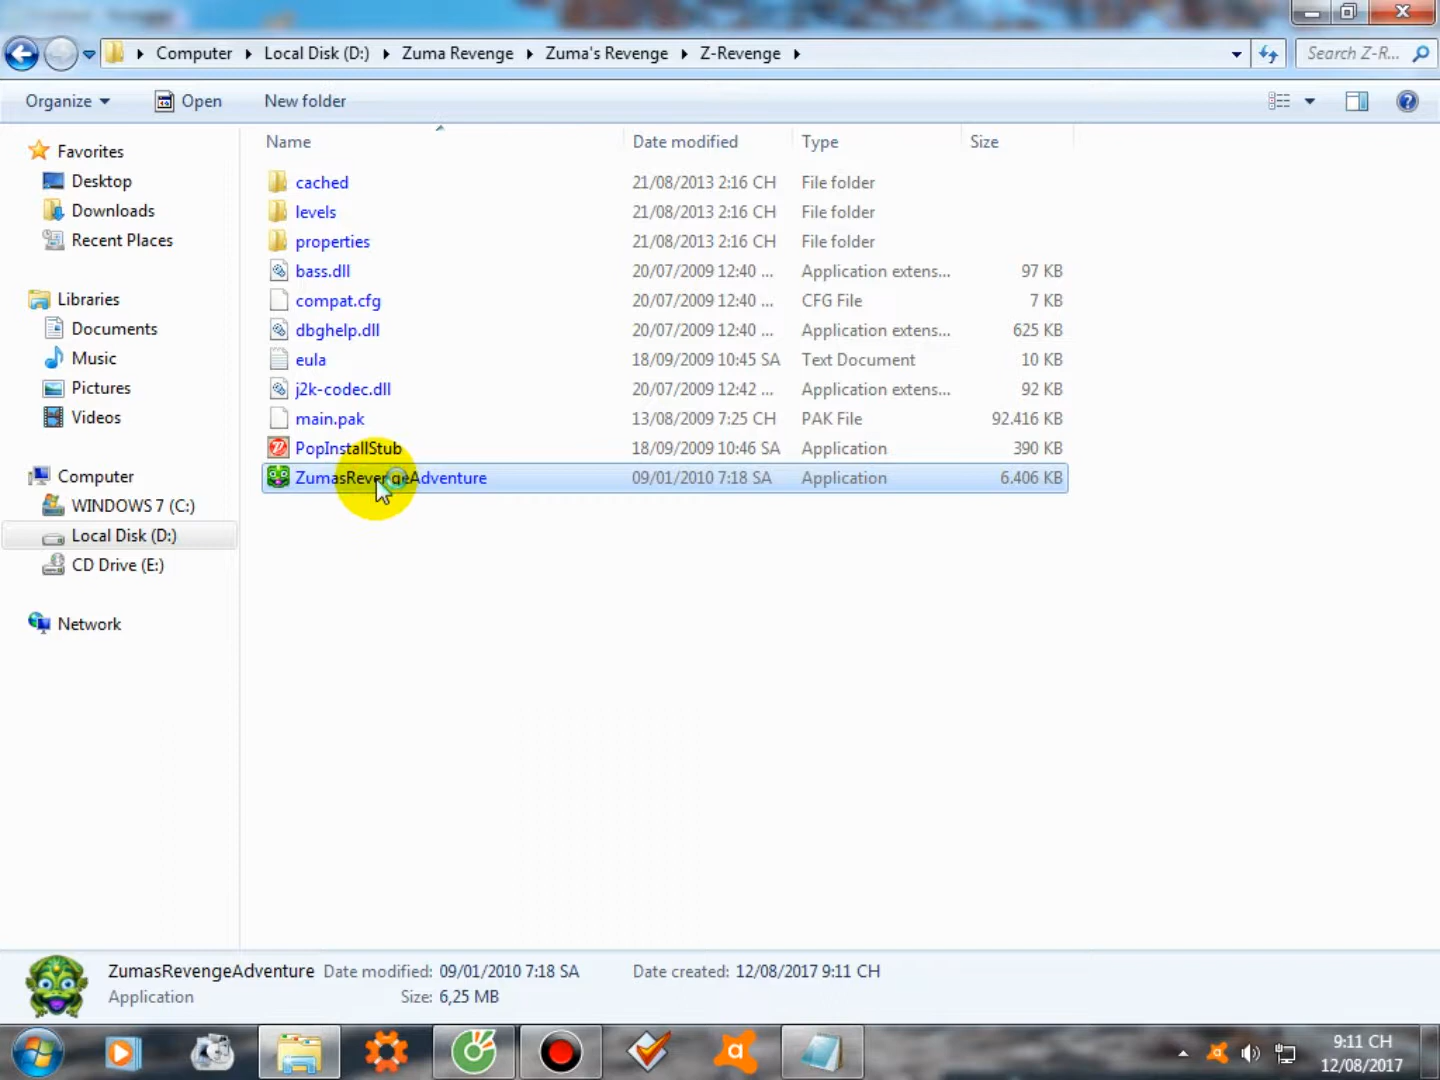 Computer Local Disk (D:) Zuma Revenge Zuma's Revenge Z-Revenge Search Z-R...
Organize Open New folder
Name Date modified Type Size
Favorites
Desktop
Downloads
Recent Places
Libraries
Documents
Music
Pictures
Videos
Computer
WINDOWS 7 (C:)
Local Disk (D:)
CD Drive (E:)
Network
cached 21/08/2013 2:16 CH File folder
levels 21/08/2013 2:16 CH File folder
properties 21/08/2013 2:16 CH File folder
bass.dll 20/07/2009 12:40 ... Application extens... 97 KB
compat.cfg 20/07/2009 12:40 ... CFG File 7 KB
dbghelp.dll 20/07/2009 12:40 ... Application extens... 625 KB
eula 18/09/2009 10:45 SA Text Document 10 KB
j2k-codec.dll 20/07/2009 12:42 ... Application extens... 92 KB
main.pak 13/08/2009 7:25 CH PAK File 92.416 KB
PopInstallStub 18/09/2009 10:46 SA Application 390 KB
ZumasRevengeAdventure 09/01/2010 7:18 SA Application 6.406 KB
ZumasRevengeAdventure Date modified: 09/01/2010 7:18 SA Date created: 12/08/2017 9:11 CH
Application Size: 6,25 MB
9:11 CH
12/08/2017